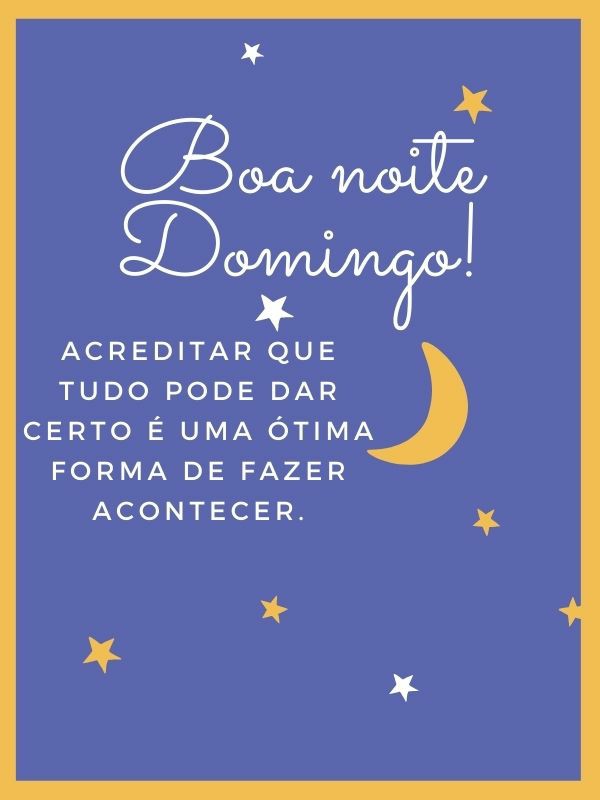 Boa noite
Domingo!
ACREDITAR QUE
TUDO PODE DAR
CERTO É UMA ÓTIMA
FORMA DE FAZER
ACONTECER.